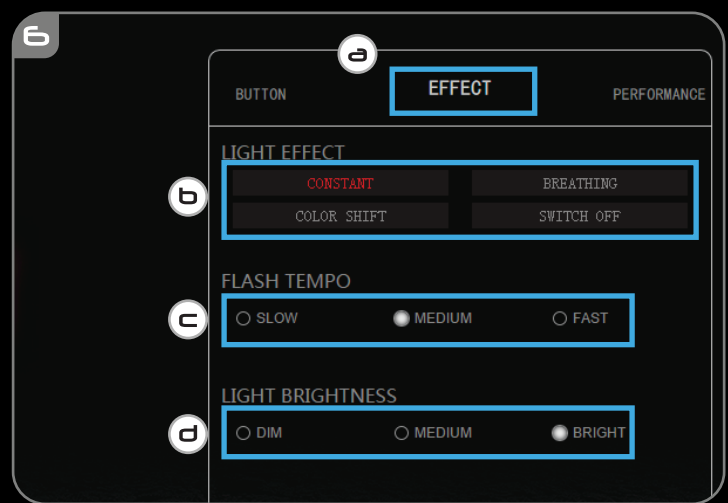 6
a
BUTTON EFFECT PERFORMANCE
LIGHT EFFECT
b
CONSTANT BREATHING
COLOR SHIFT SWITCH OFF
FLASH TEMPO
c
SLOW MEDIUM FAST
LIGHT BRIGHTNESS
d
DIM MEDIUM BRIGHT